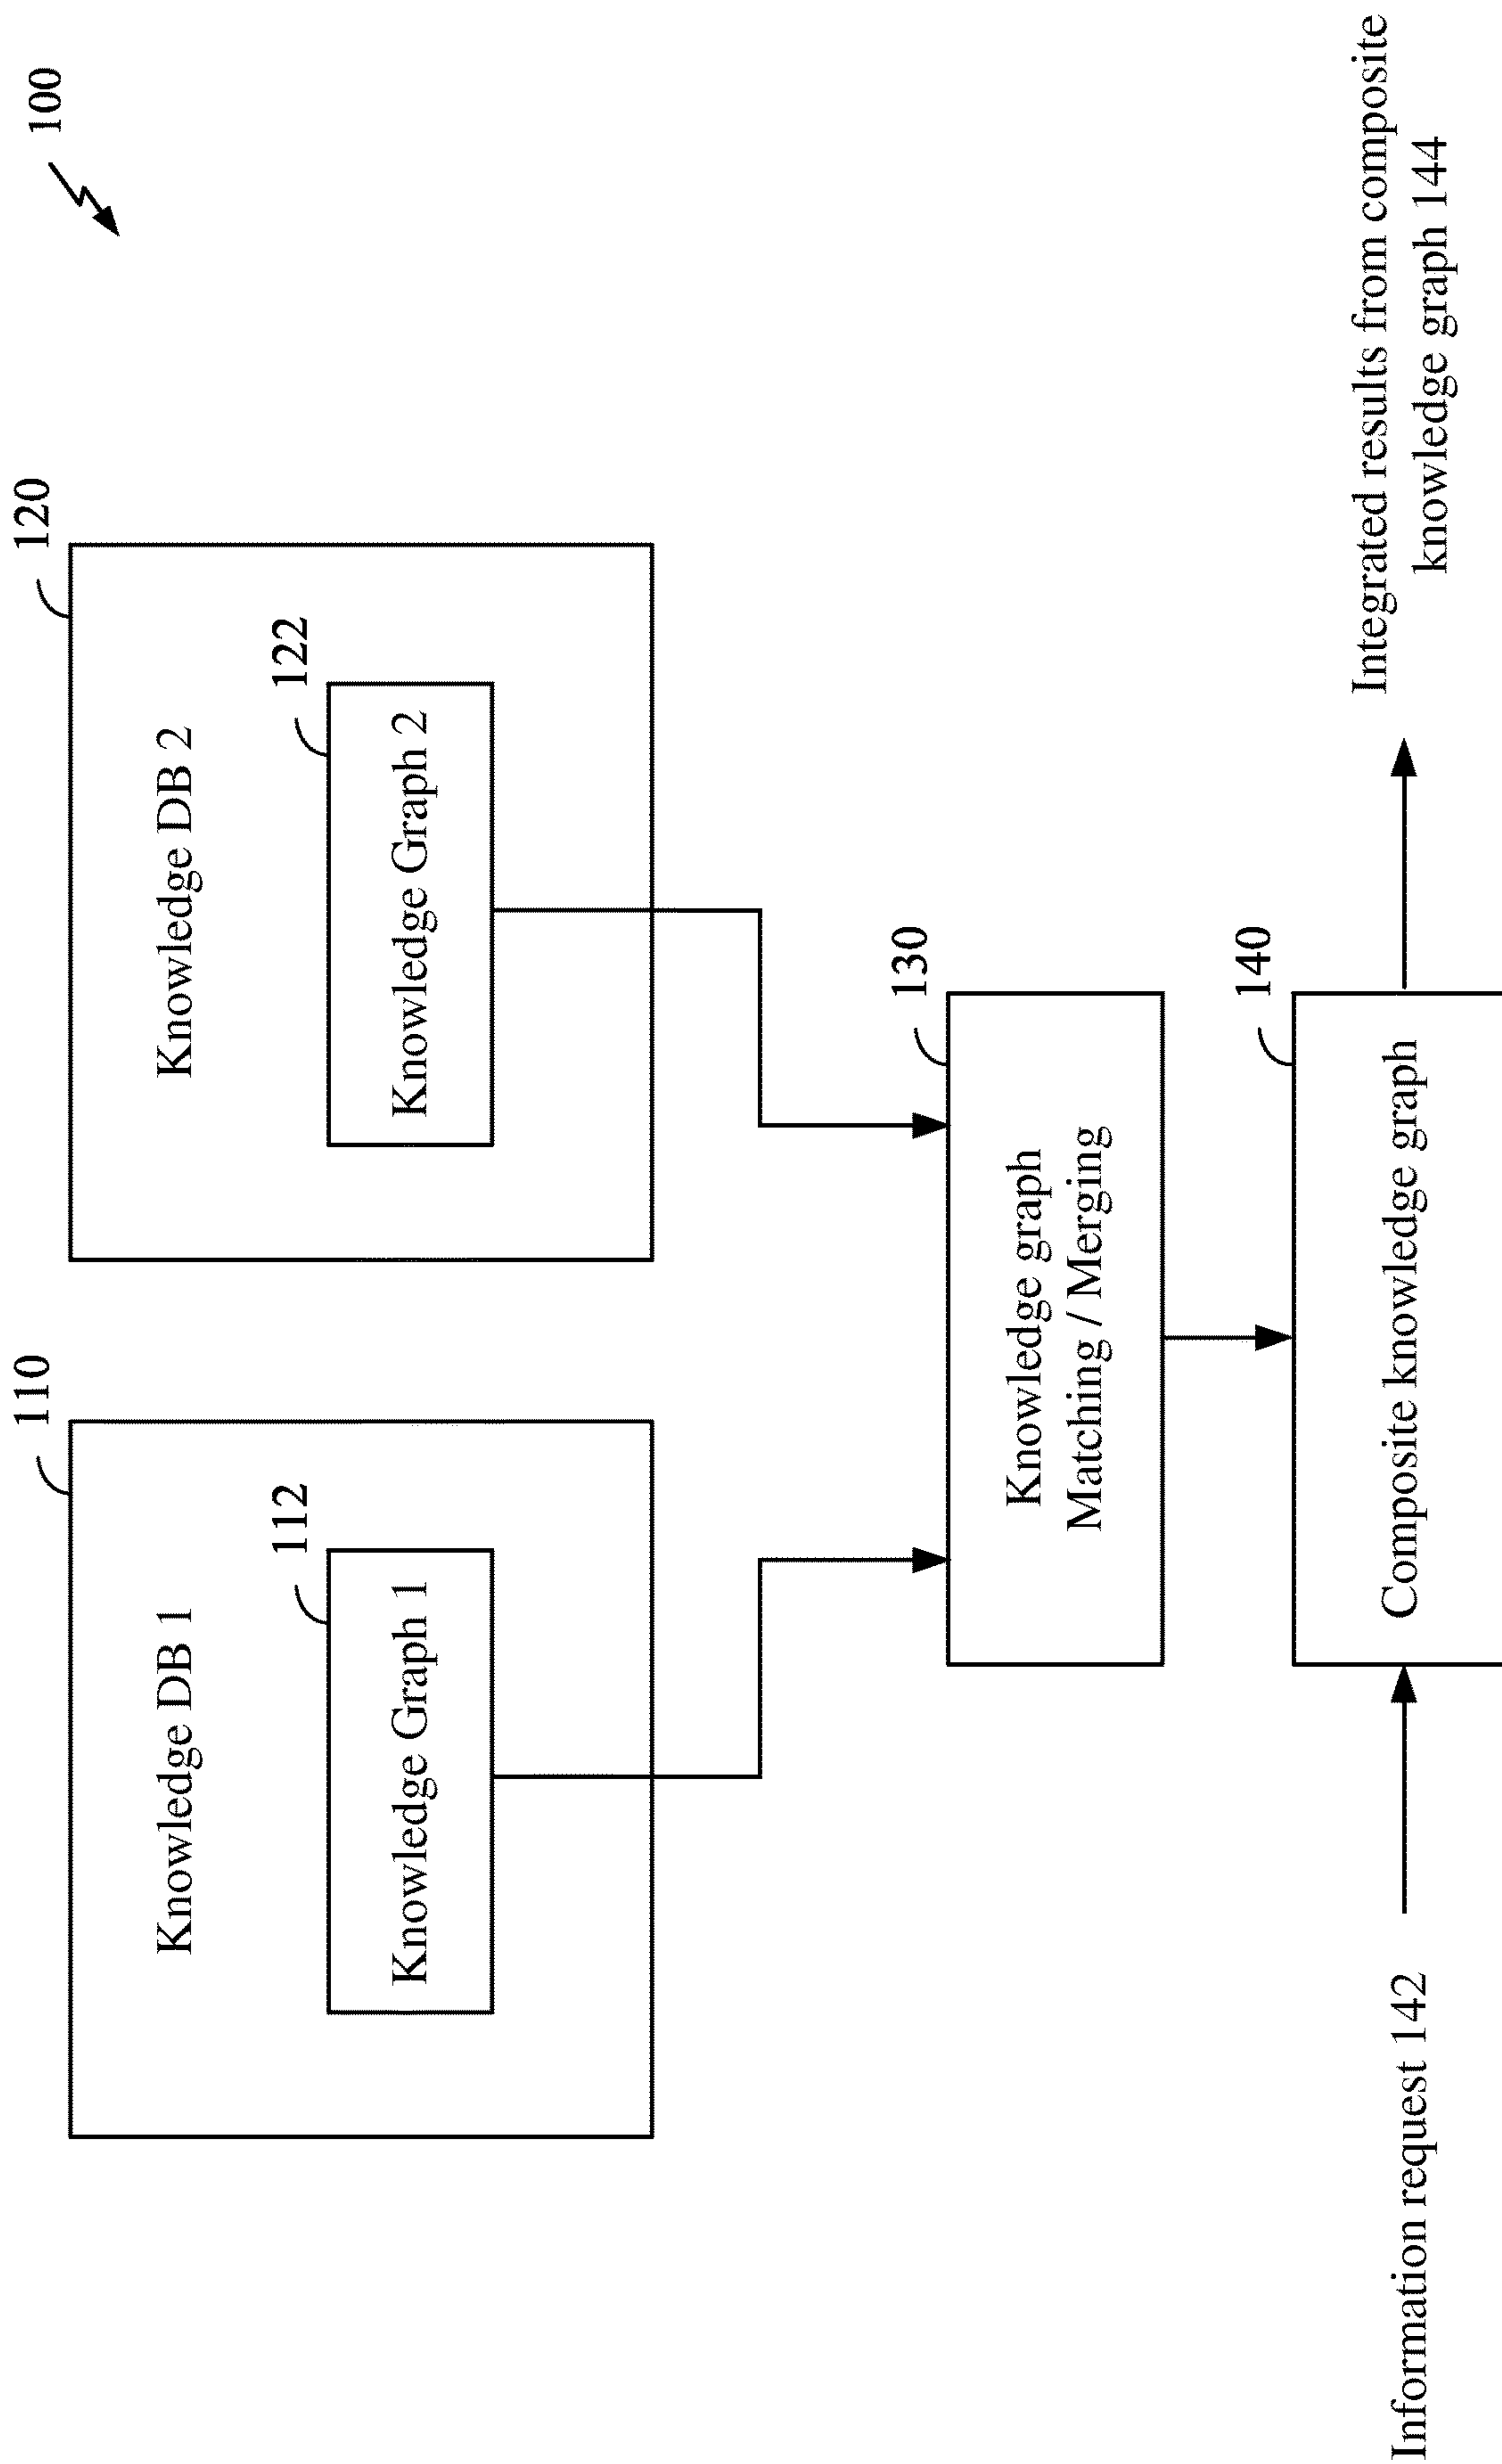 100
110
Knowledge DB 1
112
Knowledge Graph 1
120
Knowledge DB 2
122
Knowledge Graph 2
130
Knowledge graph
Matching / Merging
140
Information request 142
Composite knowledge graph
Integrated results from composite
knowledge graph 144